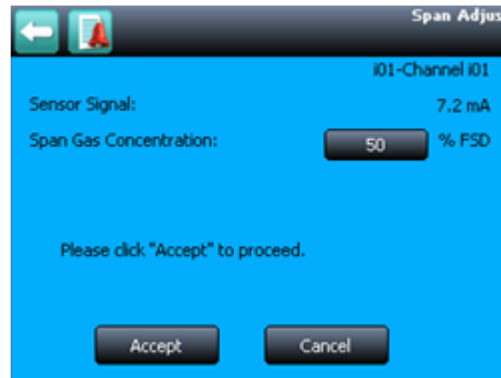 Span Adjus
i01-Channel i01
Sensor Signal: 7.2 mA
Span Gas Concentration: 50 % FSD
Please click "Accept" to proceed.
Accept Cancel